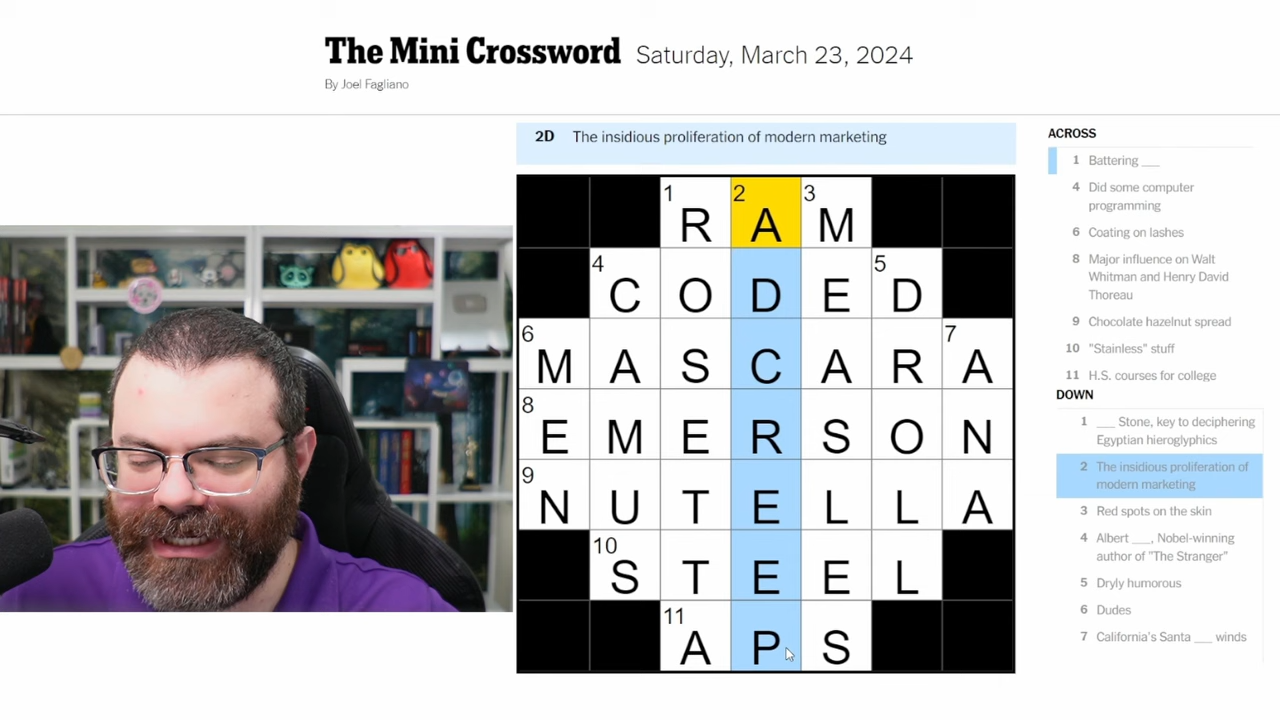 The Mini Crossword Saturday, March 23, 2024
By Joel Fagliano
2D The insidious proliferation of modern marketing
1 R 2 A 3 M
4 C O D E 5 D
6 M A S C A R 7 A
8 E M E R S O N
9 N U T E L L A
10 S T E E L
11 A P S
ACROSS
1 Battering ___
4 Did some computer
programming
6 Coating on lashes
8 Major influence on Walt
Whitman and Henry David
Thoreau
9 Chocolate hazelnut spread
10 "Stainless" stuff
11 H.S. courses for college
DOWN
1 ___ Stone, key to deciphering
Egyptian hieroglyphics
2 The insidious proliferation of
modern marketing
3 Red spots on the skin
4 Albert ___, Nobel-winning
author of "The Stranger"
5 Dryly humorous
6 Dudes
7 California's Santa ___ winds